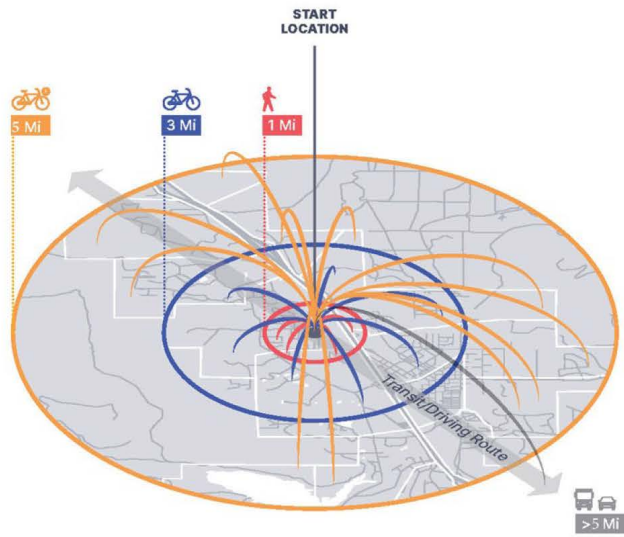 START
LOCATION
5 Mi
3 Mi
1 Mi
Transit/Driving Route
>5 Mi